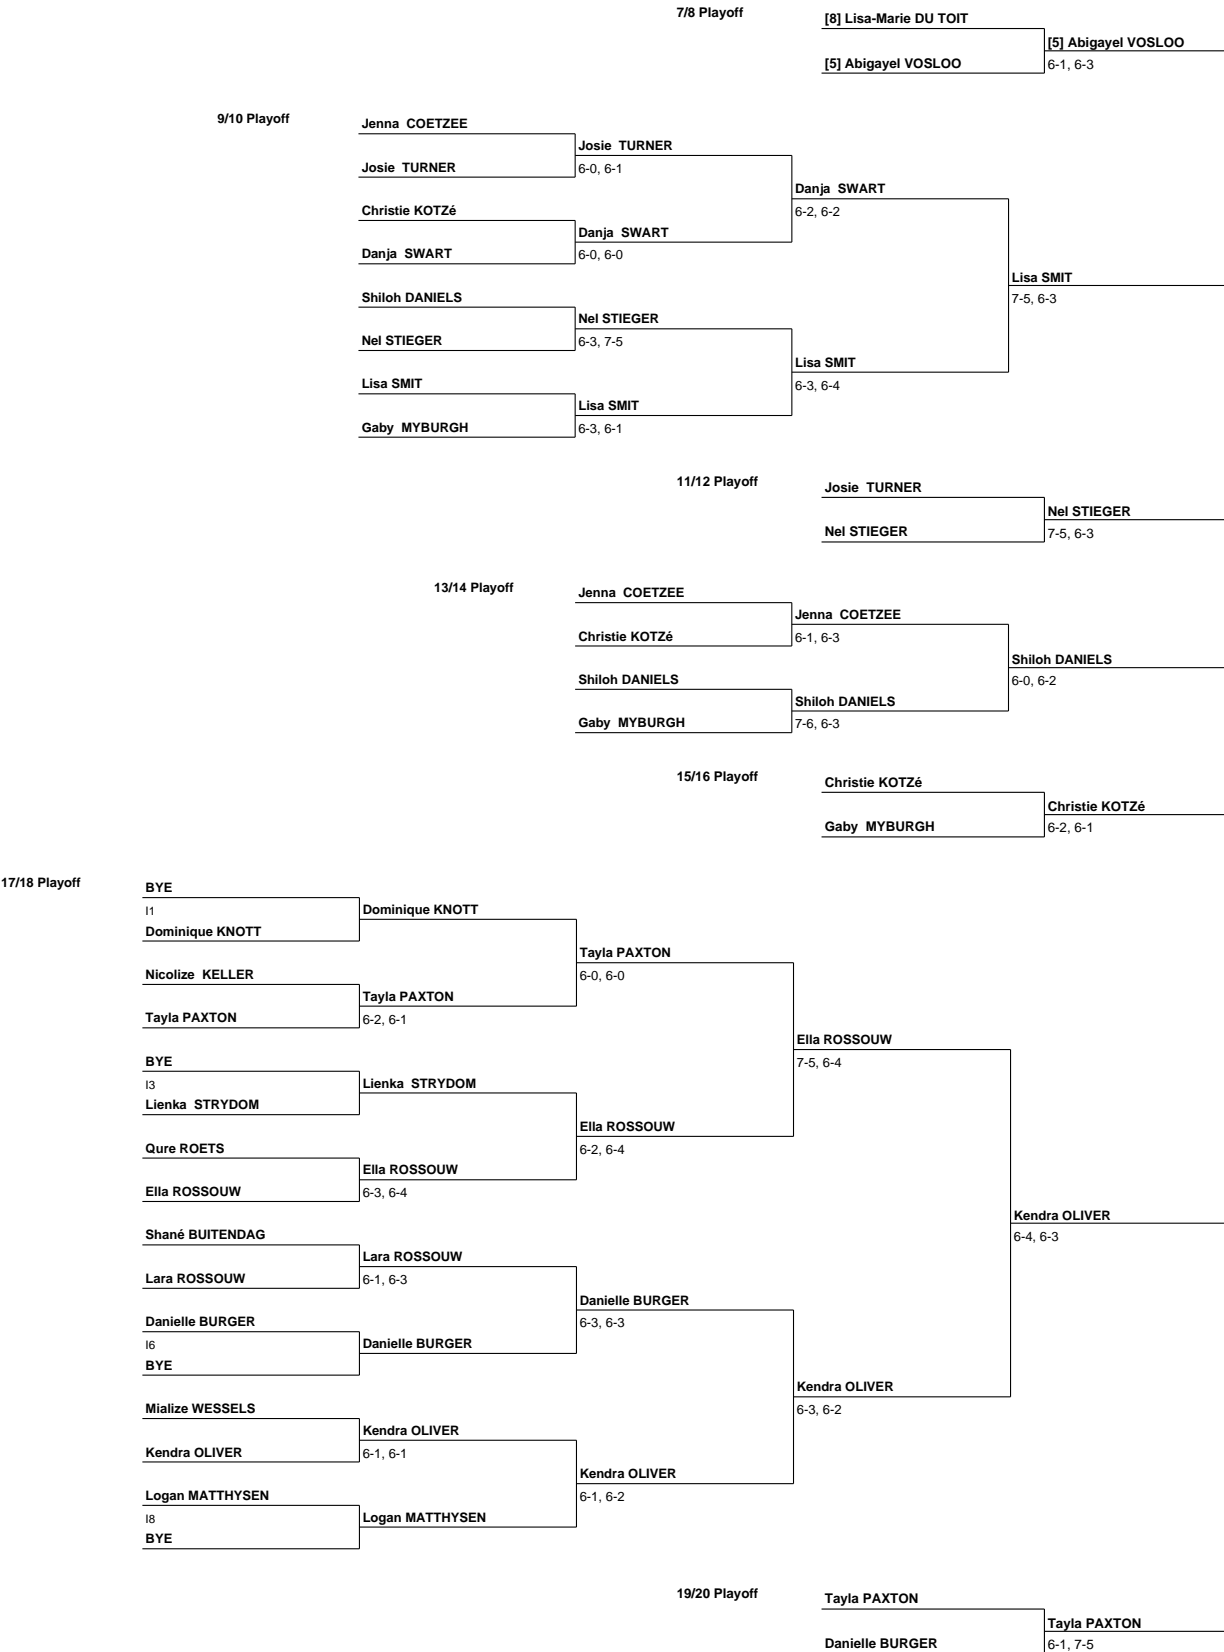 7/8 Playoff
[8] Lisa-Marie DU TOIT
[5] Abigayel VOSLOO
[5] Abigayel VOSLOO
6-1, 6-3
9/10 Playoff
Jenna COETZEE
Josie TURNER
Josie TURNER
6-0, 6-1
Danja SWART
6-2, 6-2
Christie KOTZé
Danja SWART
Danja SWART
6-0, 6-0
Lisa SMIT
7-5, 6-3
Shiloh DANIELS
Nel STIEGER
Nel STIEGER
6-3, 7-5
Lisa SMIT
6-3, 6-4
Lisa SMIT
Lisa SMIT
Gaby MYBURGH
6-3, 6-1
11/12 Playoff
Josie TURNER
Nel STIEGER
Nel STIEGER
7-5, 6-3
13/14 Playoff
Jenna COETZEE
Jenna COETZEE
Christie KOTZé
6-1, 6-3
Shiloh DANIELS
6-0, 6-2
Shiloh DANIELS
Shiloh DANIELS
Gaby MYBURGH
7-6, 6-3
15/16 Playoff
Christie KOTZé
Christie KOTZé
Gaby MYBURGH
6-2, 6-1
17/18 Playoff
BYE
I1
Dominique KNOTT
Dominique KNOTT
Tayla PAXTON
6-0, 6-0
Nicolize KELLER
Tayla PAXTON
Tayla PAXTON
6-2, 6-1
Ella ROSSOUW
7-5, 6-4
BYE
I3
Lienka STRYDOM
Lienka STRYDOM
Ella ROSSOUW
6-2, 6-4
Qure ROETS
Ella ROSSOUW
Ella ROSSOUW
6-3, 6-4
Kendra OLIVER
6-4, 6-3
Shané BUITENDAG
Lara ROSSOUW
Lara ROSSOUW
6-1, 6-3
Danielle BURGER
6-3, 6-3
Danielle BURGER
I6
Danielle BURGER
BYE
Kendra OLIVER
6-3, 6-2
Mialize WESSELS
Kendra OLIVER
Kendra OLIVER
6-1, 6-1
Kendra OLIVER
6-1, 6-2
Logan MATTHYSEN
I8
Logan MATTHYSEN
BYE
19/20 Playoff
Tayla PAXTON
Tayla PAXTON
Danielle BURGER
6-1, 7-5